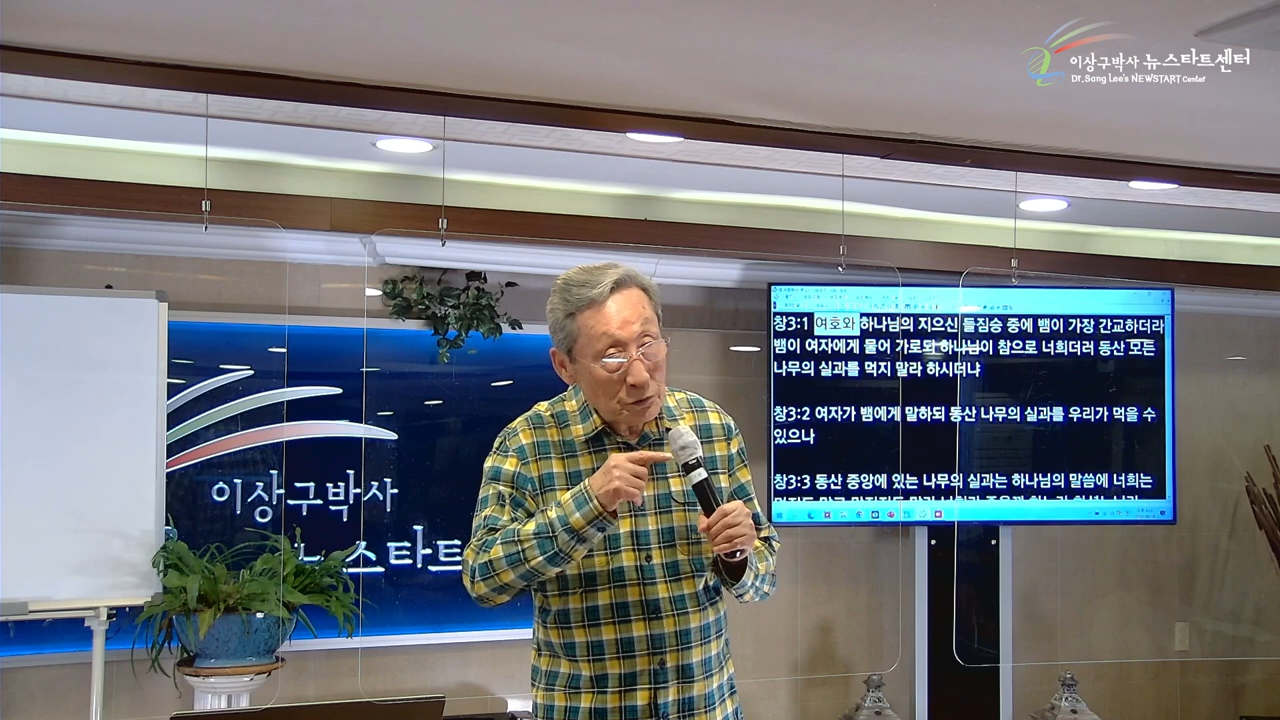 이상구박사 뉴스타트센터
Dr. Sang Lee's NEWSTART Center
창3:1 여호와 하나님의 지으신 들짐승 중에 뱀이 가장 간교하더라
뱀이 여자에게 물어 가로되 하나님이 참으로 너희더러 동산 모든
나무의 실과를 먹지 말라 하시더냐
창3:2 여자가 뱀에게 말하되 동산 나무의 실과를 우리가 먹을 수
있으나
창3:3 동산 중앙에 있는 나무의 실과는 하나님의 말씀에 너희는
이상구박사
뉴스타트